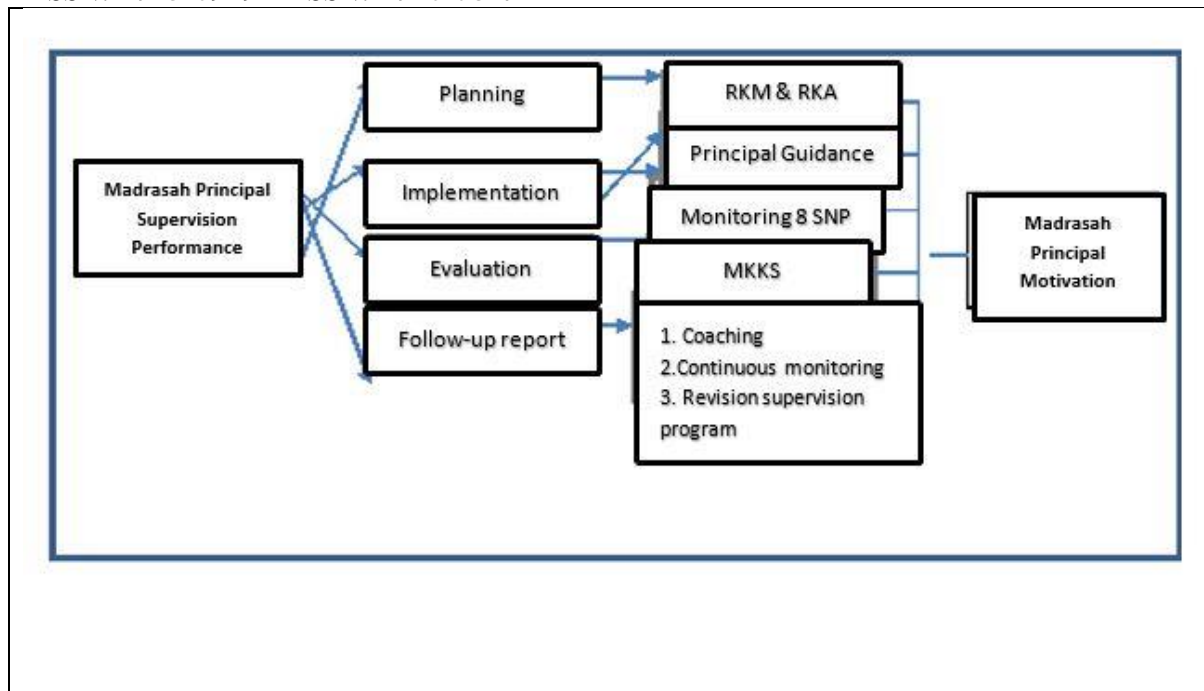 Madrasah Principal
Supervision
Performance
Planning
Implementation
Evaluation
Follow-up report
RKM & RKA
Principal Guidance
Monitoring 8 SNP
MKKS
1. Coaching
2.Continuous monitoring
3. Revision supervision
program
Madrasah
Principal
Motivation